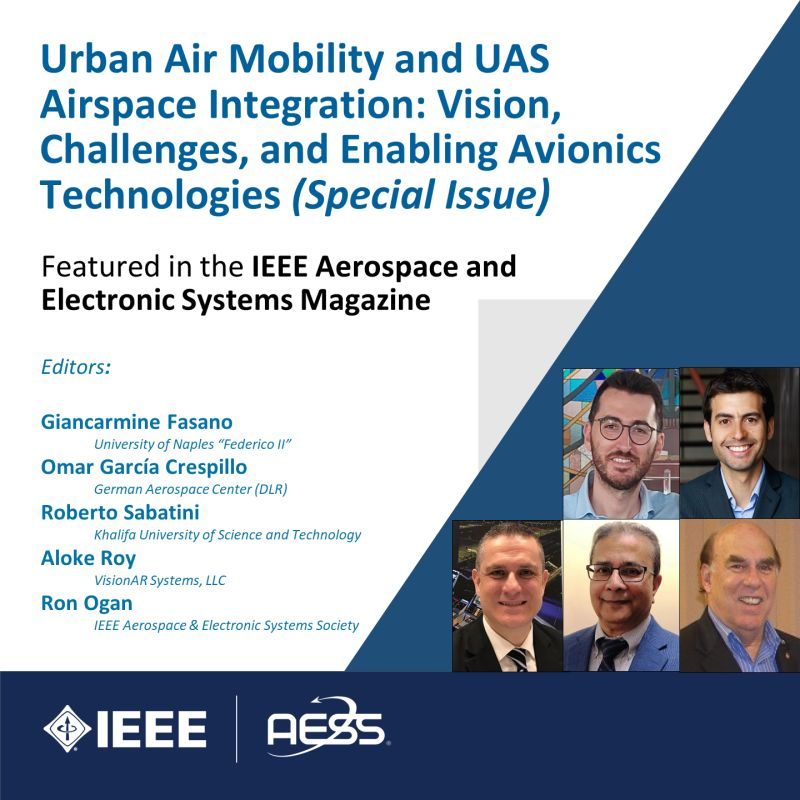 Urban Air Mobility and UAS
Airspace Integration: Vision,
Challenges, and Enabling Avionics
Technologies (Special Issue)
Featured in the IEEE Aerospace and
Electronic Systems Magazine
Editors:
Giancarmine Fasano
University of Naples “Federico II”
Omar García Crespillo
German Aerospace Center (DLR)
Roberto Sabatini
Khalifa University of Science and Technology
Aloke Roy
VisionAR Systems, LLC
Ron Ogan
IEEE Aerospace & Electronic Systems Society
IEEE
AESS®